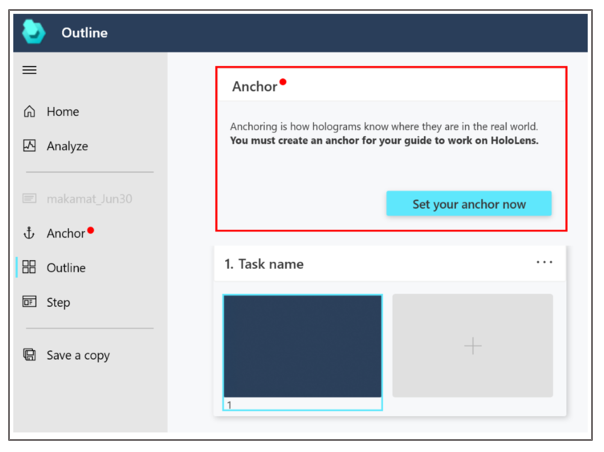 Outline
Home
Analyze
makamat_Jun30
Anchor
Outline
Step
Save a copy
Anchor
Anchoring is how holograms know where they are in the real world.
You must create an anchor for your guide to work on HoloLens.
Set your anchor now
1. Task name
1